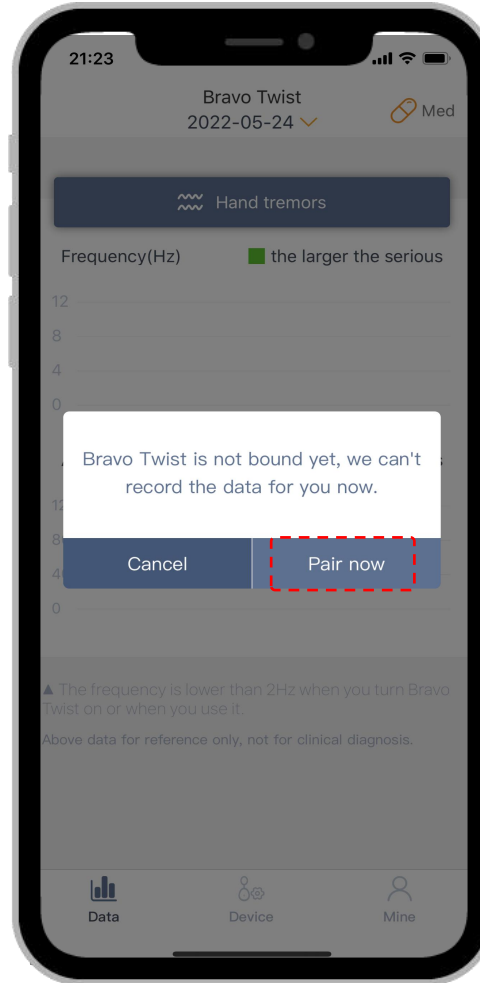 21:23
Bravo Twist
2022-05-24
Med
Hand tremors
Frequency(Hz)
the larger the serious
12
8
4
0
Bravo Twist is not bound yet, we can't
record the data for you now.
Cancel
Pair now
0
▲ The frequency is lower than 2Hz when you turn Bravo
Twist on or when you use it.
Above data for reference only, not for clinical diagnosis.
Data
Device
Mine